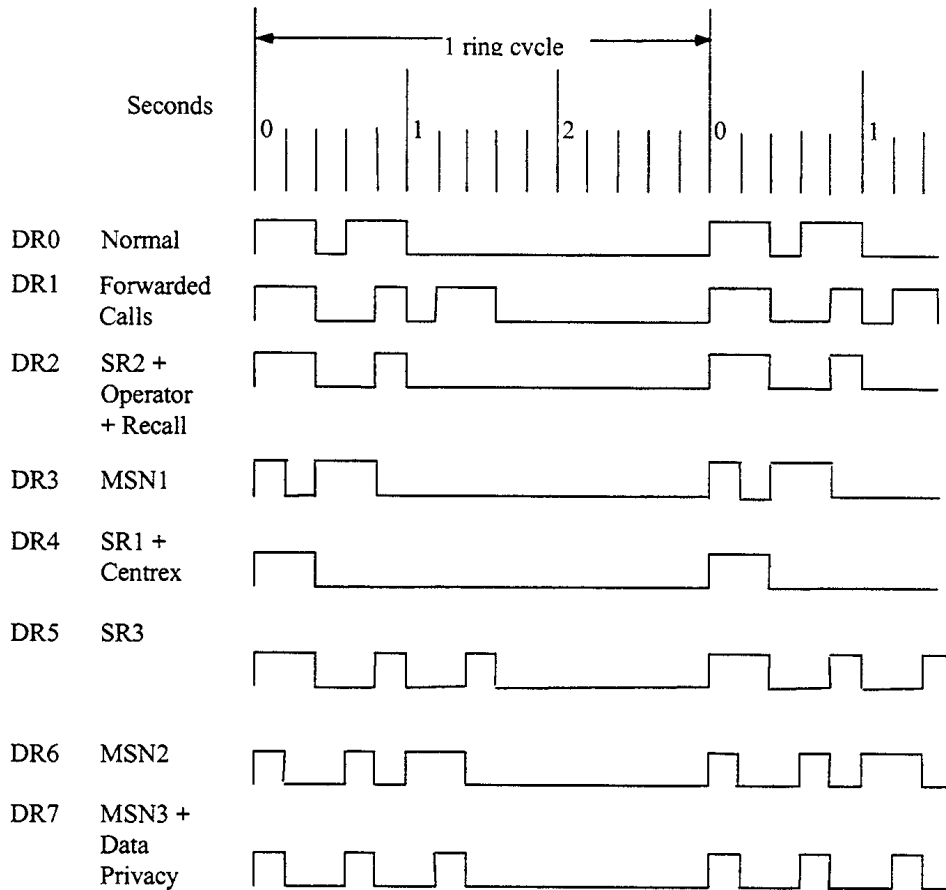 1 ring cycle
Seconds
0 1 2 0 1
DR0 Normal
DR1 Forwarded
Calls
DR2 SR2 +
Operator
+ Recall
DR3 MSN1
DR4 SR1 +
Centrex
DR5 SR3
DR6 MSN2
DR7 MSN3 +
Data
Privacy